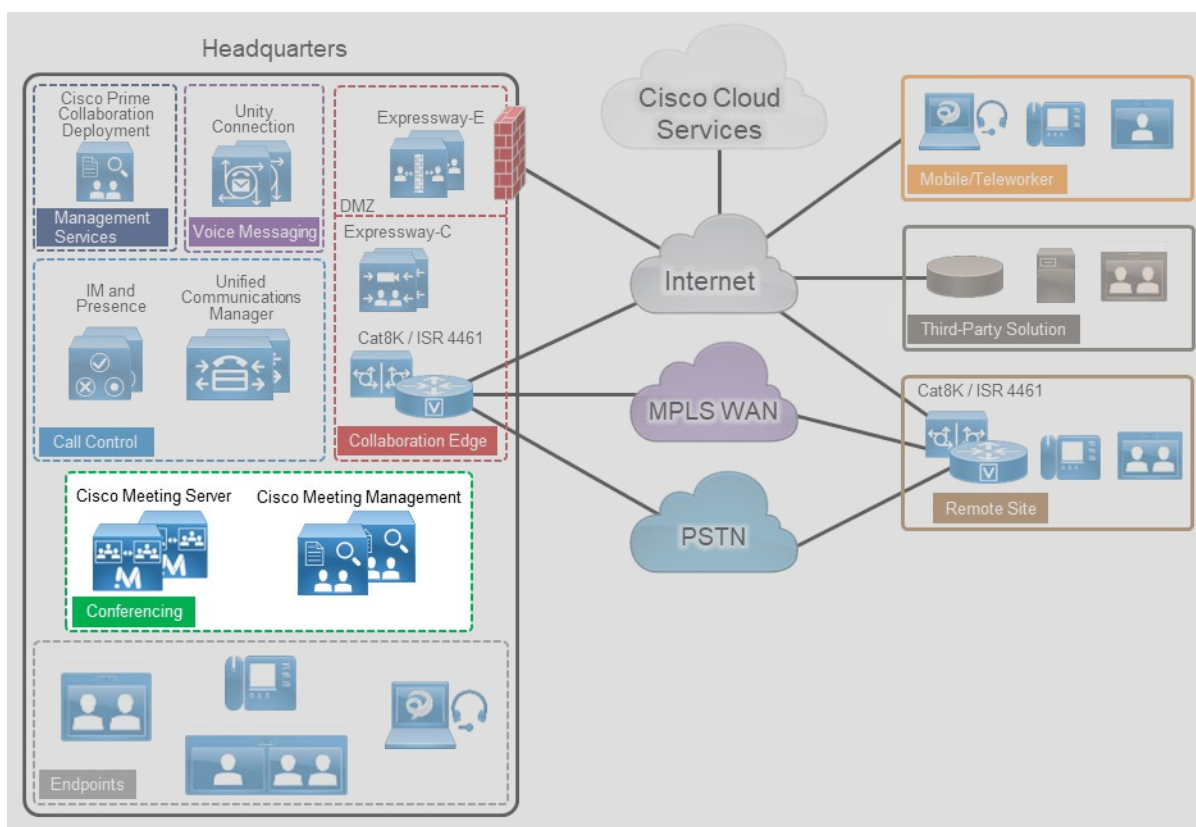 Headquarters
Cisco Prime
Collaboration
Deployment
Management
Services
Unity
Connection
Voice Messaging
Expressway-E
DMZ
Expressway-C
Cat8K / ISR 4461
Collaboration Edge
IM and
Presence
Unified
Communications
Manager
Call Control
Cisco Meeting Server
Cisco Meeting Management
Conferencing
Endpoints
Cisco Cloud
Services
Internet
MPLS WAN
PSTN
Mobile/Teleworker
Third-Party Solution
Cat8K / ISR 4461
V
V
Remote Site